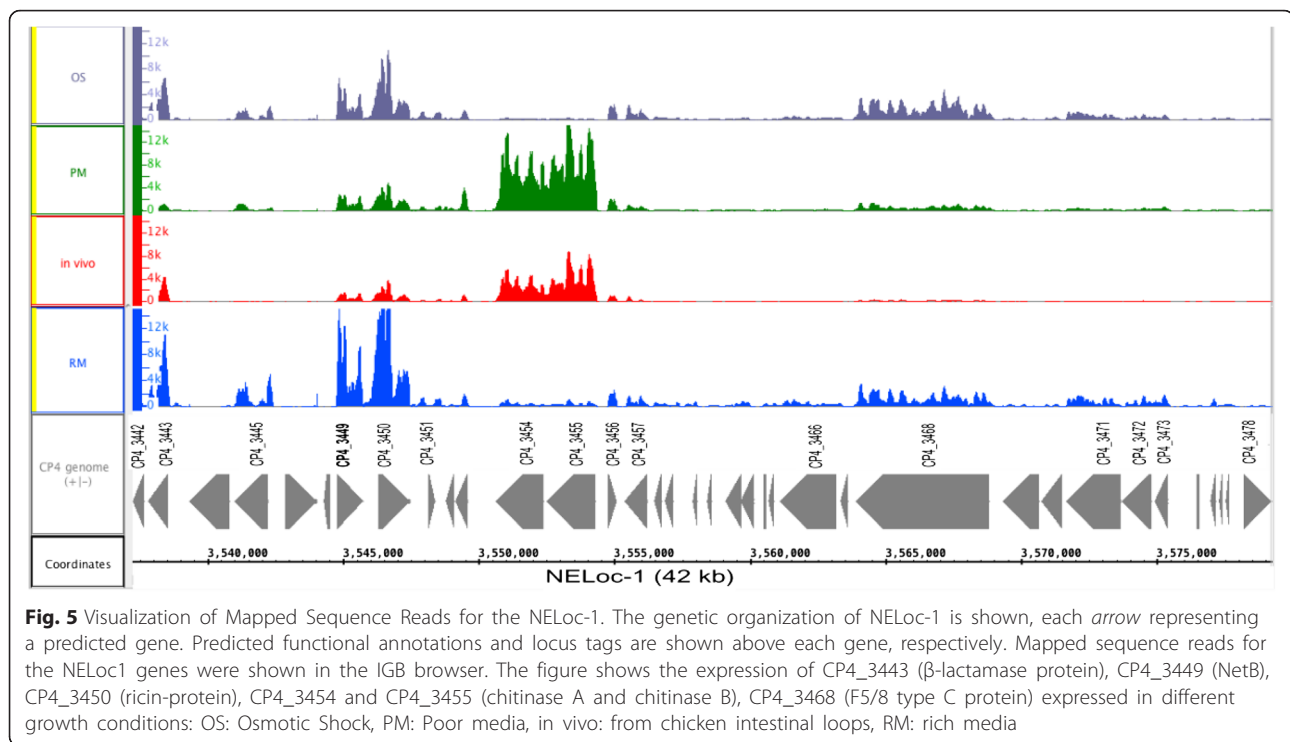 OS
12k
8k
4k
0
PM
12k
8k
4k
0
in vivo
12k
8k
4k
0
RM
12k
8k
4k
0
CP4 genome
(+|-)
CP4_3442
CP4_3443
CP4_3445
CP4_3449
CP4_3450
CP4_3451
CP4_3454
CP4_3455
CP4_3456
CP4_3457
CP4_3466
CP4_3468
CP4_3471
CP4_3472
CP4_3473
CP4_3478
Coordinates
3,540,000 3,545,000 3,550,000 3,555,000 3,560,000 3,565,000 3,570,000 3,575,000
NELoc-1 (42 kb)
Fig. 5 Visualization of Mapped Sequence Reads for the NELoc-1. The genetic organization of NELoc-1 is shown, each arrow representing
a predicted gene. Predicted functional annotations and locus tags are shown above each gene, respectively. Mapped sequence reads for
the NELoc1 genes were shown in the IGB browser. The figure shows the expression of CP4_3443 (β-lactamase protein), CP4_3449 (NetB),
CP4_3450 (ricin-protein), CP4_3454 and CP4_3455 (chitinase A and chitinase B), CP4_3468 (F5/8 type C protein) expressed in different
growth conditions: OS: Osmotic Shock, PM: Poor media, in vivo: from chicken intestinal loops, RM: rich media